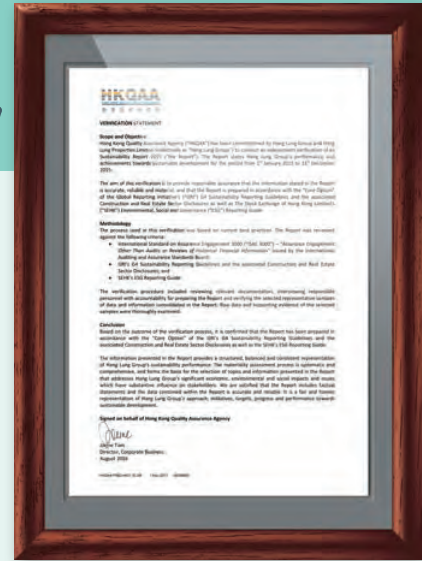 HKQAA
VERIFICATION STATEMENT
Scope and Objective
Hong Kong Quality Assurance Agency ("HKQAA") has been commissioned by Hang Lung Group and Hang
Lung Properties Limited (collectively as "Hang Lung Group") to conduct an independent verification of its
Sustainability Report 2015 ("the Report"). The Report states Hang Lung Group's performance and
achievements towards sustainable development for the period from 1st January 2015 to 31st December
2015.
The aim of this verification is to provide reasonable assurance that the information stated in the Report
is accurate, reliable and material, and that the Report is prepared in accordance with the "Core Option"
of the Global Reporting Initiative's ("GRI") G4 Sustainability Reporting Guidelines and the associated
Construction and Real Estate Sector Disclosures as well as the Stock Exchange of Hong Kong Limited's
("SEHK") Environmental, Social and Governance ("ESG") Reporting Guide.
Methodology
The process used in this verification was based on current best practices. The Report was reviewed
against the following criteria:
• International Standard on Assurance Engagement 3000 ("ISAE 3000") – "Assurance Engagement
Other Than Audits or Reviews of Historical Financial Information" issued by the International
Auditing and Assurance Standards Board;
• GRI's G4 Sustainability Reporting Guidelines and the associated Construction and Real Estate
Sector Disclosures; and
• SEHK's ESG Reporting Guide
The verification procedure included reviewing relevant documentation, interviewing responsible
personnel with accountability for preparing the Report and verifying the selected representative samples
of data and information consolidated in the Report. Raw data and supporting evidence of the selected
samples were thoroughly examined.
Conclusion
Based on the outcome of the verification process, it is confirmed that the Report has been prepared in
accordance with the "Core Option" of the GRI's G4 Sustainability Reporting Guidelines and the
associated Construction and Real Estate Sector Disclosures as well as the SEHK's ESG Reporting Guide.
The information presented in the Report provides a structured, balanced and consistent representation
of Hang Lung Group's sustainability performance. The materiality assessment process is systematic and
comprehensive, and forms the basis for the selection of topics and information presented in the Report
that addresses Hang Lung Group's significant economic, environmental and social impacts and issues
which have substantive influence on stakeholders. We are satisfied that the Report includes factual
statements and the data contained within the Report is accurate and reliable. It is a fair and honest
representation of Hang Lung Group's approach, initiatives, targets, progress and performance towards
sustainable development.
Signed on behalf of Hong Kong Quality Assurance Agency
Jorine Tam
Director, Corporate Business
August 2016